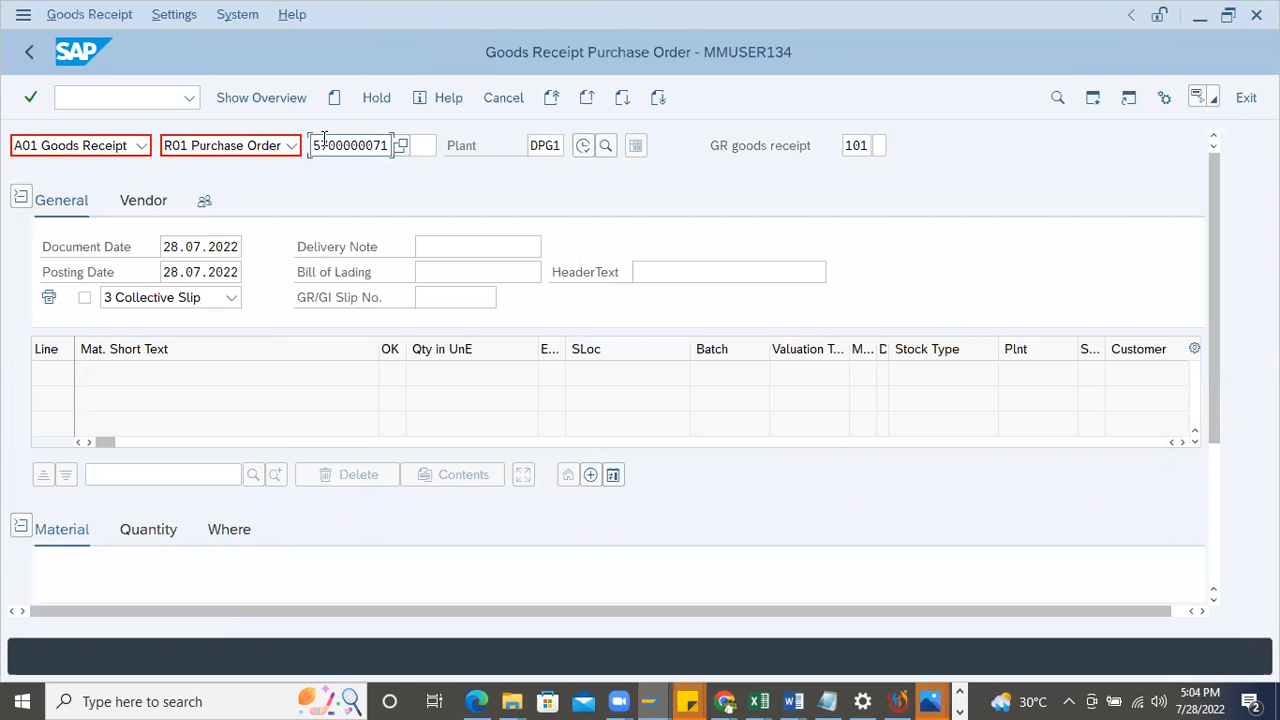 Goods Receipt Settings System Help
SAP Goods Receipt Purchase Order - MMUSER134
Show Overview Hold Help Cancel Exit
A01 Goods Receipt R01 Purchase Order Plant DPG1 GR goods receipt 101
General Vendor
Document Date 28.07.2022 Delivery Note
Posting Date 28.07.2022 Bill of Lading HeaderText
3 Collective Slip GR/GI Slip No.
Line Mat. Short Text OK Qty in UnE E... SLoc Batch Valuation T... M... D Stock Type Plnt S... Customer
Delete Contents
Material Quantity Where
Type here to search 30°C 5:04 PM
7/28/2022 2